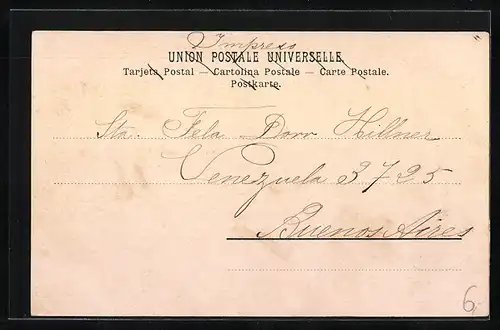 Impreso
UNION POSTALE UNIVERSELLE
Tarjeta Postal — Cartolina Postale — Carte Postale.
Postkarte.
Sta. Fela Dorr Hillner
Venezuela 3725
Buenos Aires
6